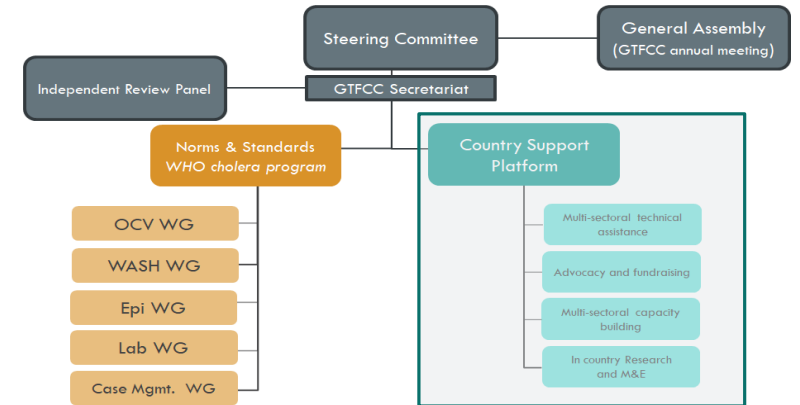 Steering Committee
General Assembly
(GTFCC annual meeting)
Independent Review Panel
GTFCC Secretariat
Norms & Standards
WHO cholera program
Country Support
Platform
OCV WG
WASH WG
Epi WG
Lab WG
Case Mgmt. WG
Multi-sectoral technical
assistance
Advocacy and fundraising
Multi-sectoral capacity
building
In country Research
and M&E